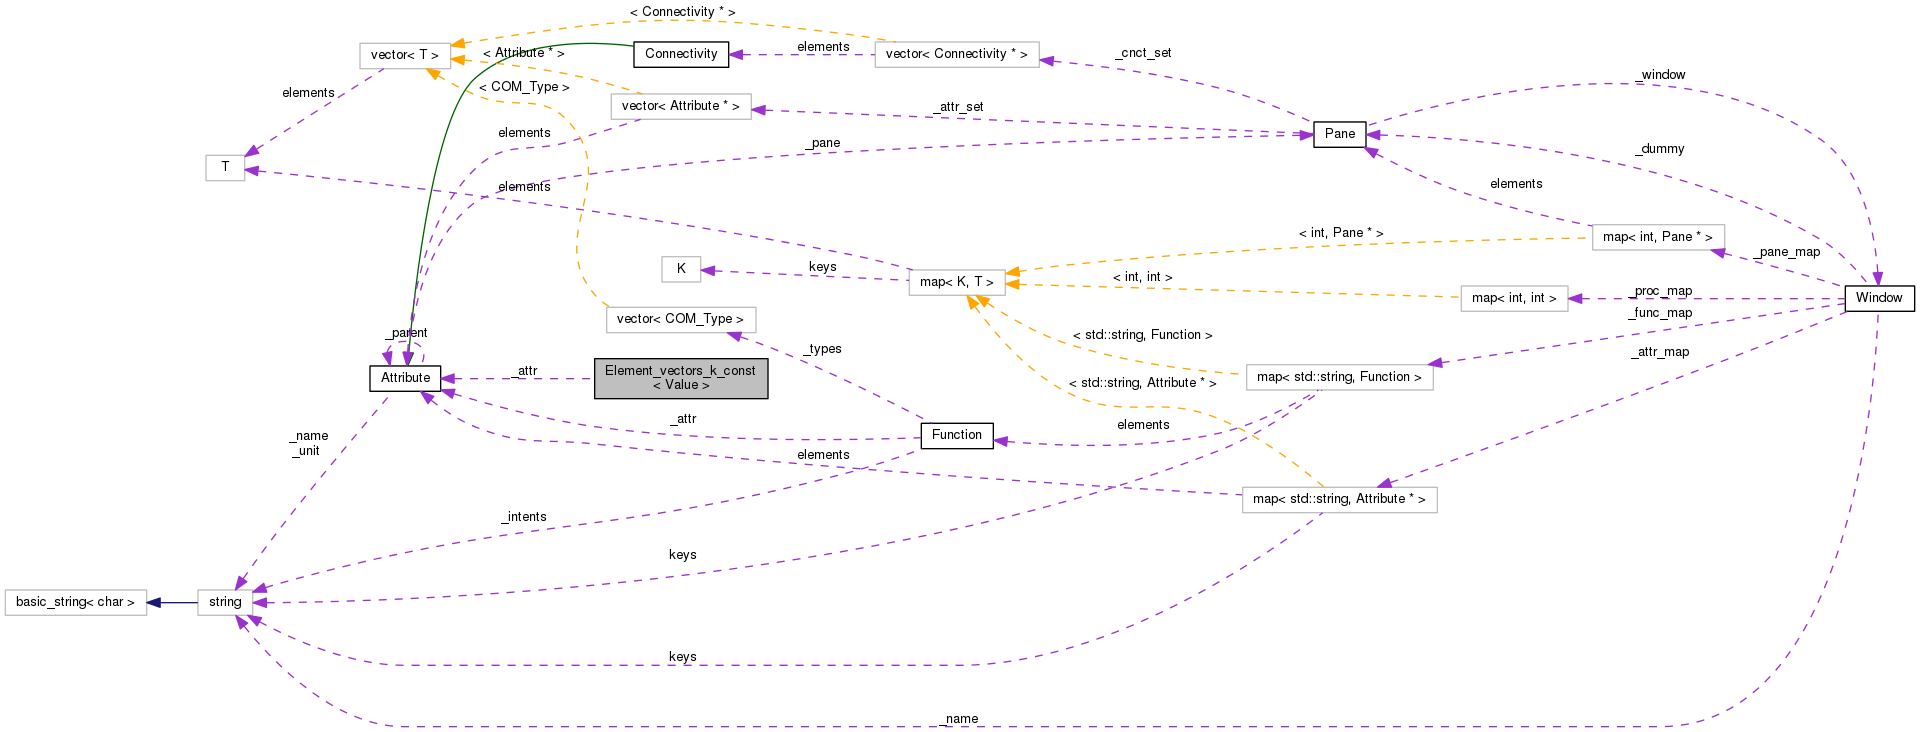 < Connectivity * >
vector< T >
< Attribute * >
Connectivity
elements
vector< Connectivity * >
_cnct_set
_window
elements
< COM_Type >
vector< Attribute * >
_attr_set
elements
_pane
Pane
_dummy
T
elements
elements
K
keys
map< K, T >
< int, Pane * >
map< int, Pane * >
_pane_map
< int, int >
map< int, int >
_proc_map
Window
vector< COM_Type >
_func_map
_parent
_types
< std::string, Function >
_attr_map
Attribute
_attr
Element_vectors_k_const
< Value >
< std::string, Attribute * >
map< std::string, Function >
_attr
elements
Function
_name
_unit
elements
map< std::string, Attribute * >
_intents
keys
basic_string< char >
string
keys
_name